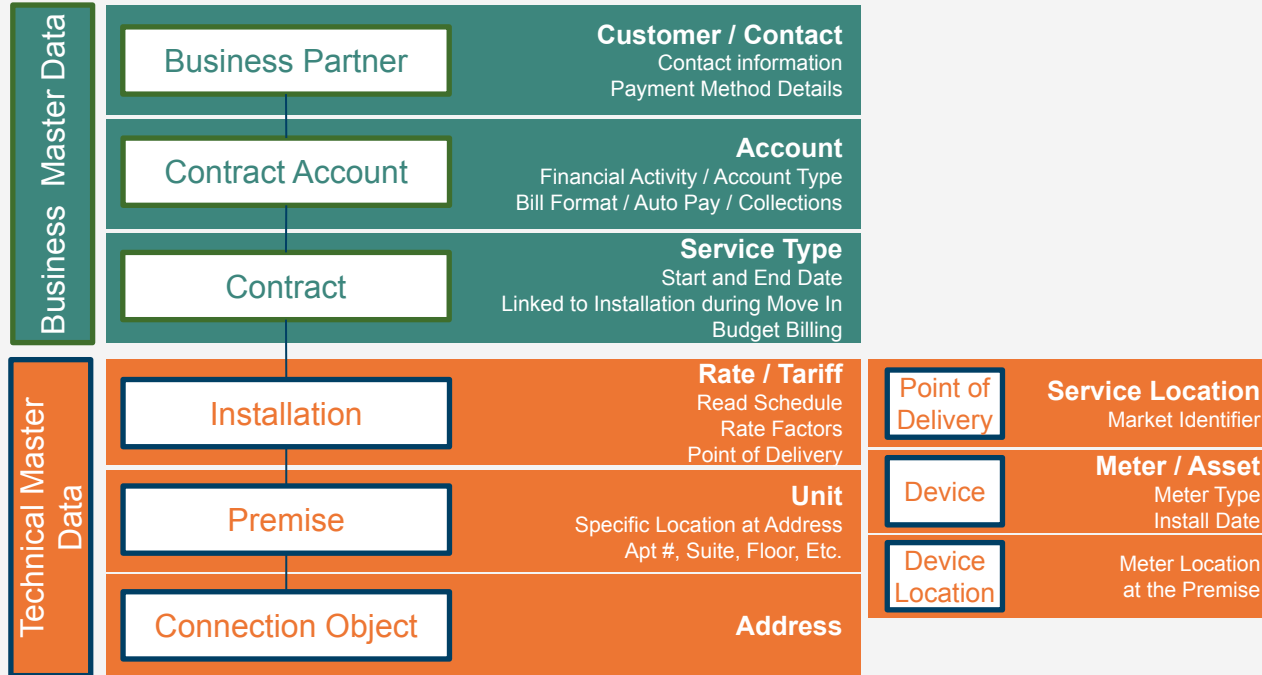 Business Master Data
Business Partner
Customer / Contact
Contact information
Payment Method Details
Contract Account
Account
Financial Activity / Account Type
Bill Format / Auto Pay / Collections
Contract
Service Type
Start and End Date
Linked to Installation during Move In
Budget Billing
Technical Master
Data
Installation
Rate / Tariff
Read Schedule
Rate Factors
Point of Delivery
Premise
Unit
Specific Location at Address
Apt #, Suite, Floor, Etc.
Connection Object
Address
Point of
Delivery
Service Location
Market Identifier
Device
Meter / Asset
Meter Type
Install Date
Device
Location
Meter Location
at the Premise